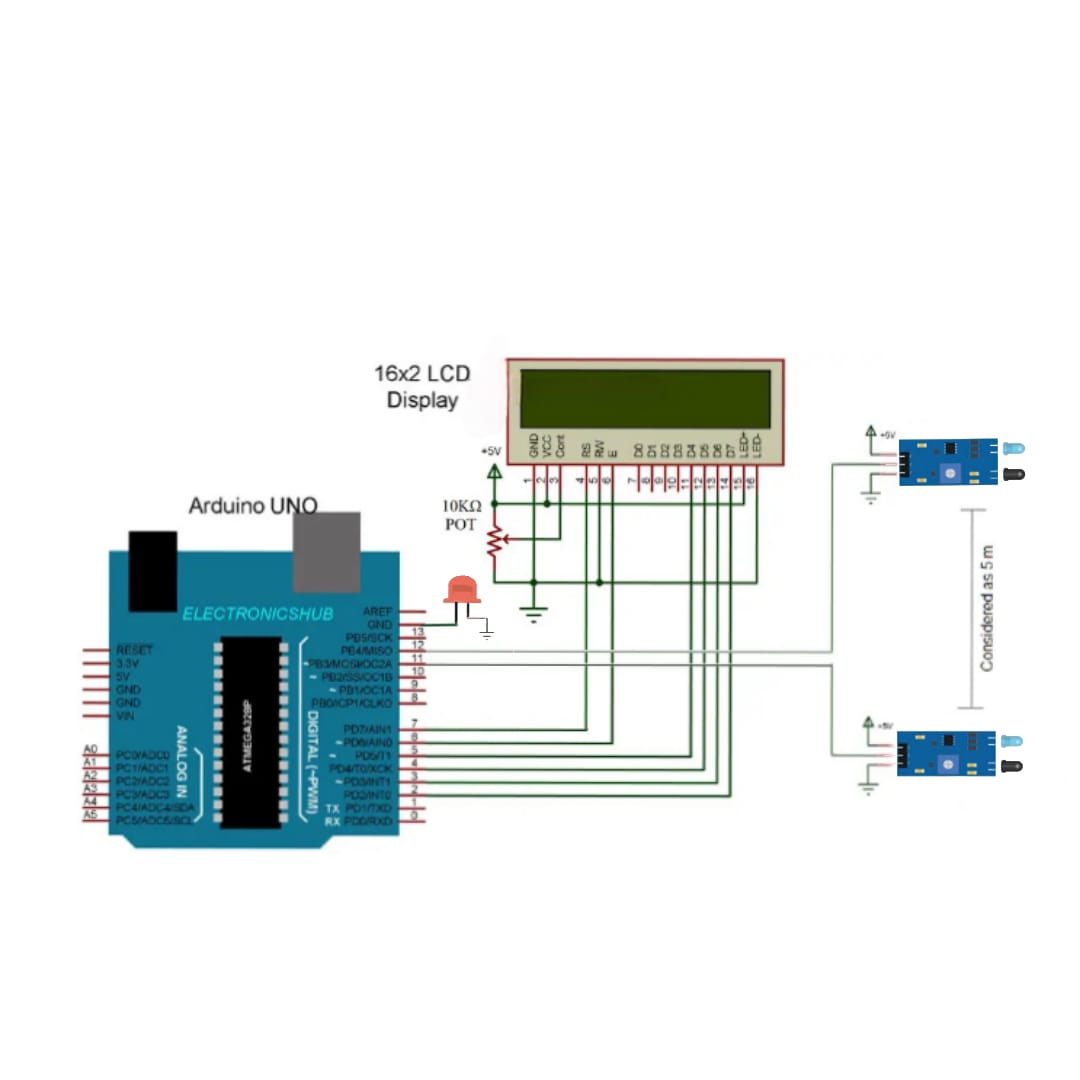 16x2 LCD
Display
GND
VCC
Cont
RS
RW
E
D0
D1
D2
D3
D4
D5
D6
D7
LED+
LED-
1
2
3
4
5
6
7
8
9
10
11
12
13
14
15
16
+5V
10KΩ
POT
+5V
Considered as 5 m
+5V
Arduino UNO
ELECTRONICSHUB
RESET
3.3V
5V
GND
GND
VIN
A0
A1
A2
A3
A4
A5
PC0/ADC0
PC1/ADC1
PC2/ADC2
PC3/ADC3
PC4/ADC4/SDA
PC5/ADC5/SCL
ANALOG IN
ATMEGA328P
DIGITAL (~PWM)
AREF
GND
PB5/SCK 13
PB4/MISO 12
~PB3/MOSI/OC2A 11
~PB2/SS/OC1B 10
~PB1/OC1A 9
PB0/ICP1/CLKO 8
PD7/AIN1 7
~PD6/AIN0 6
~PD5/T1 5
PD4/T0/XCK 4
~PD3/INT1 3
PD2/INT0 2
TX PD1/TXD 1
RX PD0/RXD 0